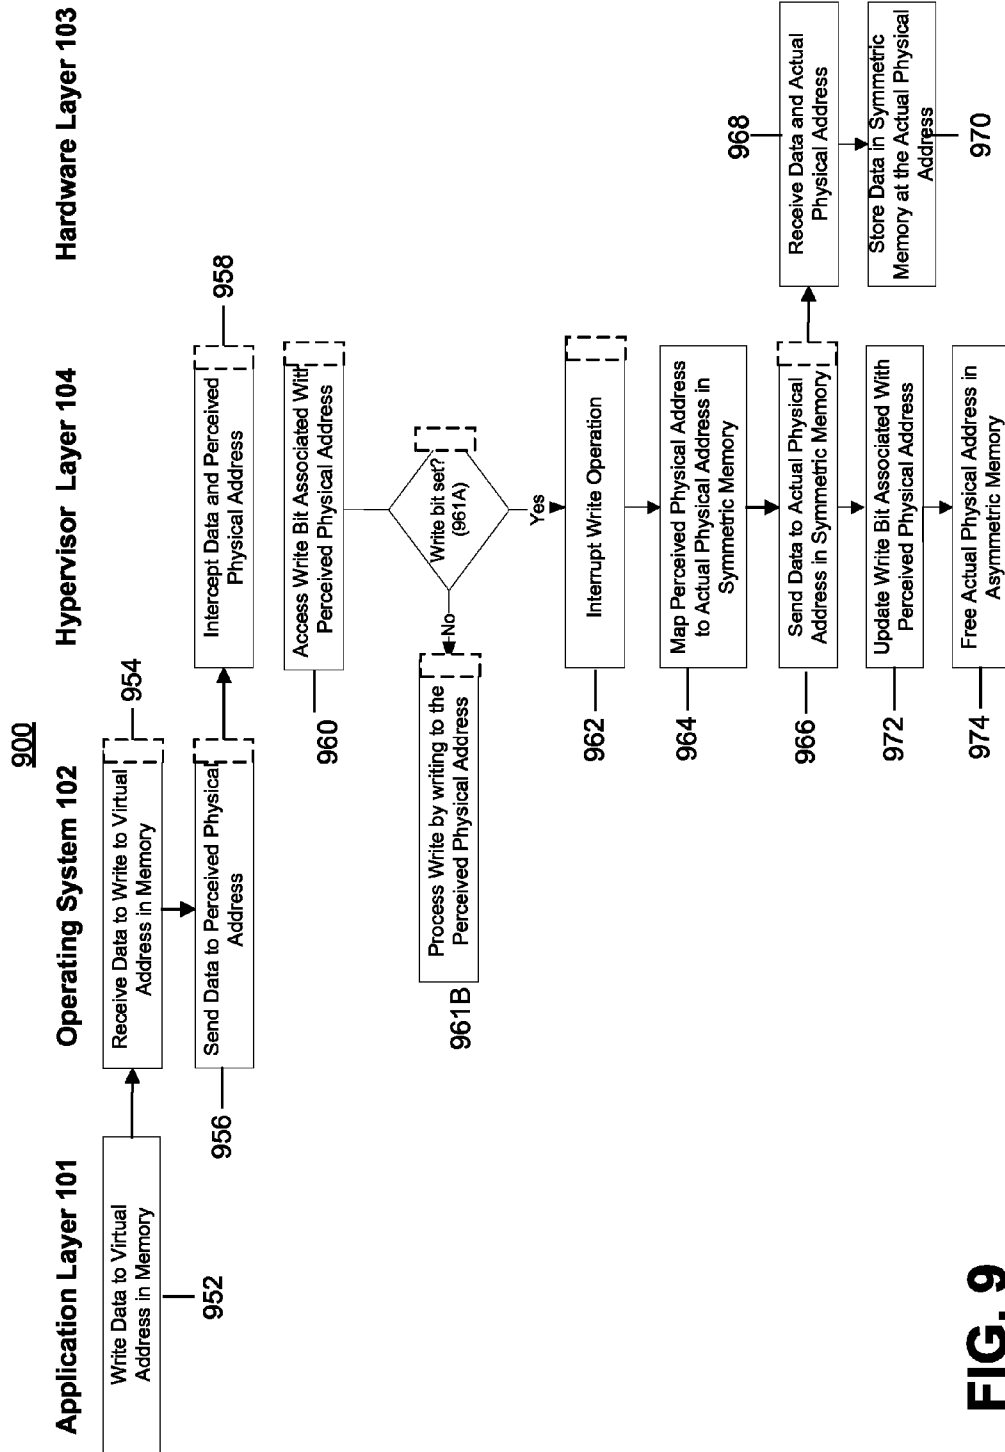 900
Application Layer 101
Operating System 102
Hypervisor Layer 104
Hardware Layer 103
Write Data to Virtual
Address in Memory
952
Receive Data to Write to Virtual
Address in Memory
954
Send Data to Perceived Physical
Address
956
Intercept Data and Perceived
Physical Address
958
Access Write Bit Associated With
Perceived Physical Address
960
Write bit set?
(961A)
No
Yes
Process Write by writing to the
Perceived Physical Address
961B
Interrupt Write Operation
962
Map Perceived Physical Address
to Actual Physical Address in
Symmetric Memory
964
Send Data to Actual Physical
Address in Symmetric Memory
966
Receive Data and Actual
Physical Address
968
Store Data in Symmetric
Memory at the Actual Physical
Address
970
Update Write Bit Associated With
Perceived Physical Address
972
Free Actual Physical Address in
Asymmetric Memory
974
FIG. 9